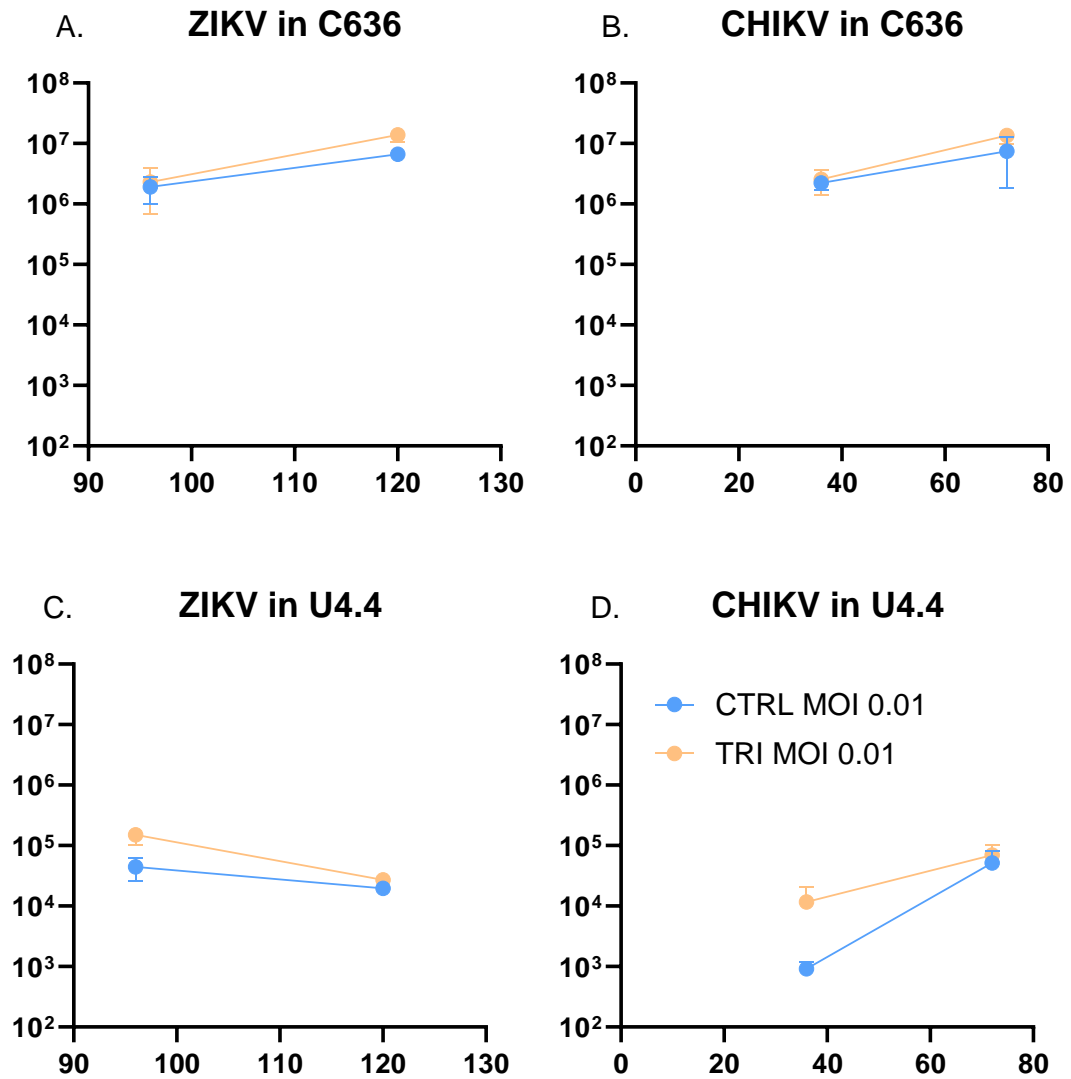 A. ZIKV in C636
10⁸
10⁷
10⁶
10⁵
10⁴
10³
10²
90 100 110 120 130
B. CHIKV in C636
10⁸
10⁷
10⁶
10⁵
10⁴
10³
10²
0 20 40 60 80
C. ZIKV in U4.4
10⁸
10⁷
10⁶
10⁵
10⁴
10³
10²
90 100 110 120 130
D. CHIKV in U4.4
10⁸
10⁷
10⁶
10⁵
10⁴
10³
10²
CTRL MOI 0.01
TRI MOI 0.01
0 20 40 60 80